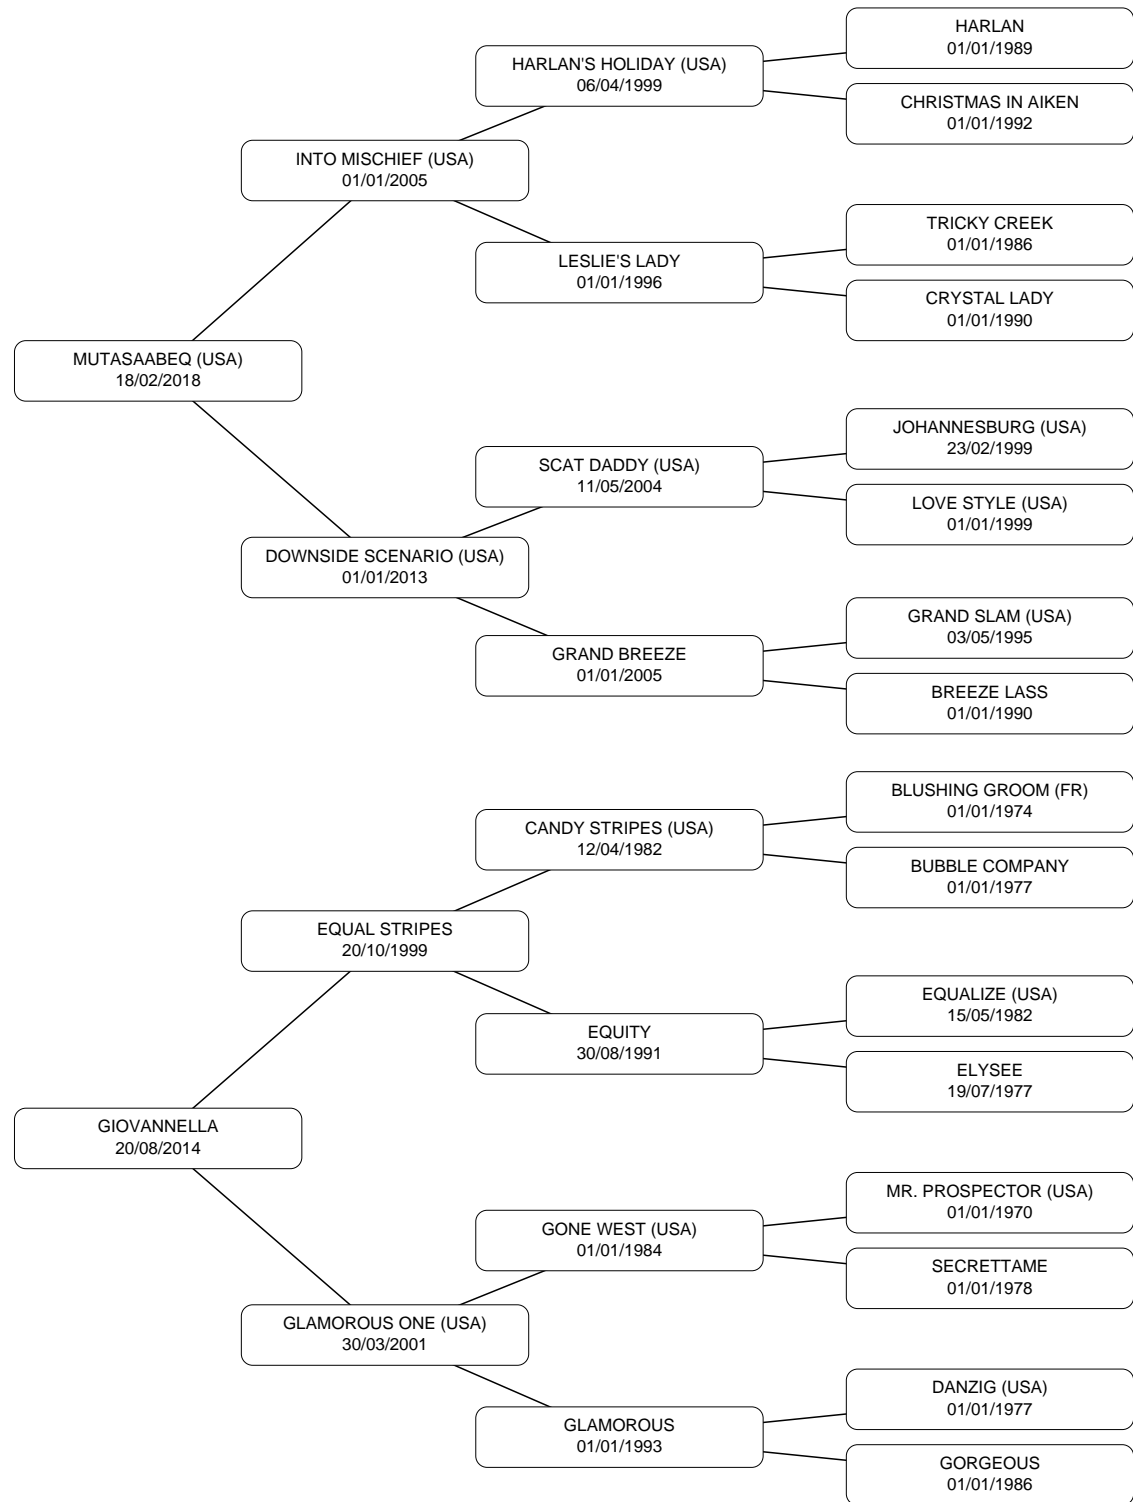 HARLAN
01/01/1989
HARLAN'S HOLIDAY (USA)
06/04/1999
CHRISTMAS IN AIKEN
01/01/1992
INTO MISCHIEF (USA)
01/01/2005
TRICKY CREEK
01/01/1986
LESLIE'S LADY
01/01/1996
CRYSTAL LADY
01/01/1990
MUTASAABEQ (USA)
18/02/2018
JOHANNESBURG (USA)
23/02/1999
SCAT DADDY (USA)
11/05/2004
LOVE STYLE (USA)
01/01/1999
DOWNSIDE SCENARIO (USA)
01/01/2013
GRAND SLAM (USA)
03/05/1995
GRAND BREEZE
01/01/2005
BREEZE LASS
01/01/1990
BLUSHING GROOM (FR)
01/01/1974
CANDY STRIPES (USA)
12/04/1982
BUBBLE COMPANY
01/01/1977
EQUAL STRIPES
20/10/1999
EQUALIZE (USA)
15/05/1982
EQUITY
30/08/1991
ELYSEE
19/07/1977
GIOVANNELLA
20/08/2014
MR. PROSPECTOR (USA)
01/01/1970
GONE WEST (USA)
01/01/1984
SECRETTAME
01/01/1978
GLAMOROUS ONE (USA)
30/03/2001
DANZIG (USA)
01/01/1977
GLAMOROUS
01/01/1993
GORGEOUS
01/01/1986